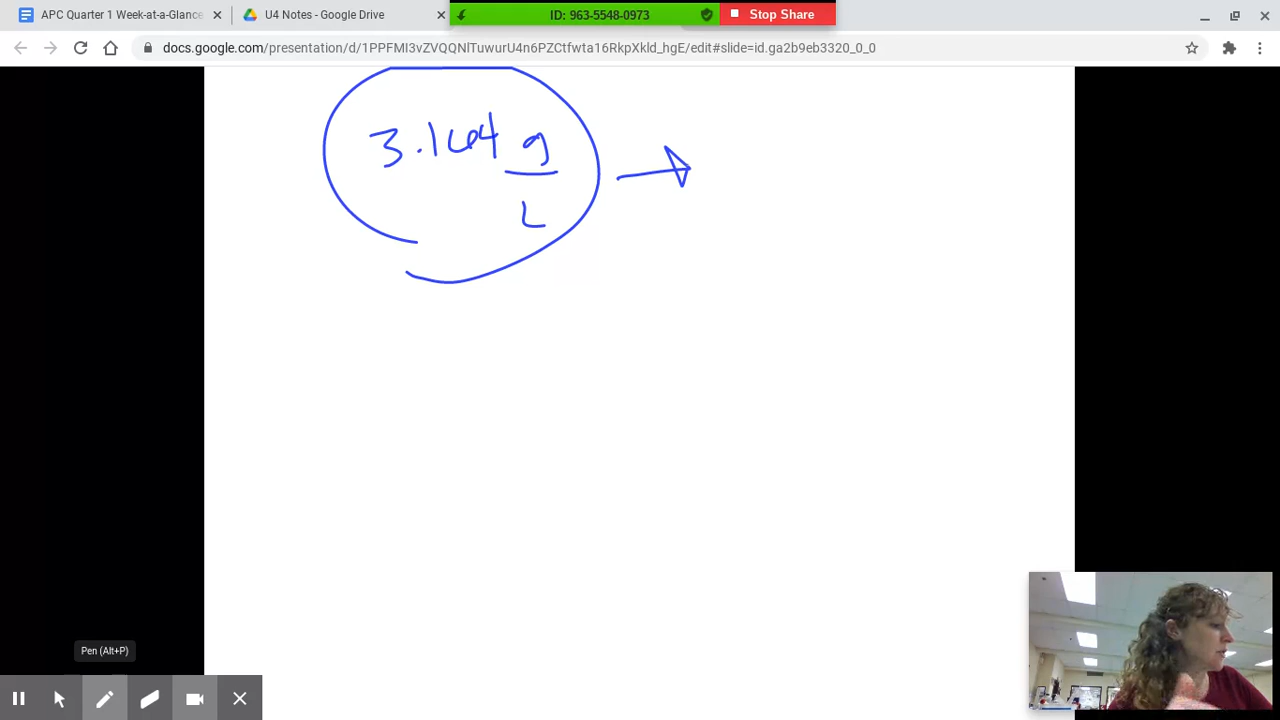 APC Quarter 1 Week-at-a-Glance
U4 Notes - Google Drive
ID: 963-5548-0973
Stop Share
docs.google.com/presentation/d/1PPFMI3vZVQQNlTuwurU4n6PZCtfwta16RkpXkld_hgE/edit#slide=id.ga2b9eb3320_0_0
3.164 g
L
Pen (Alt+P)